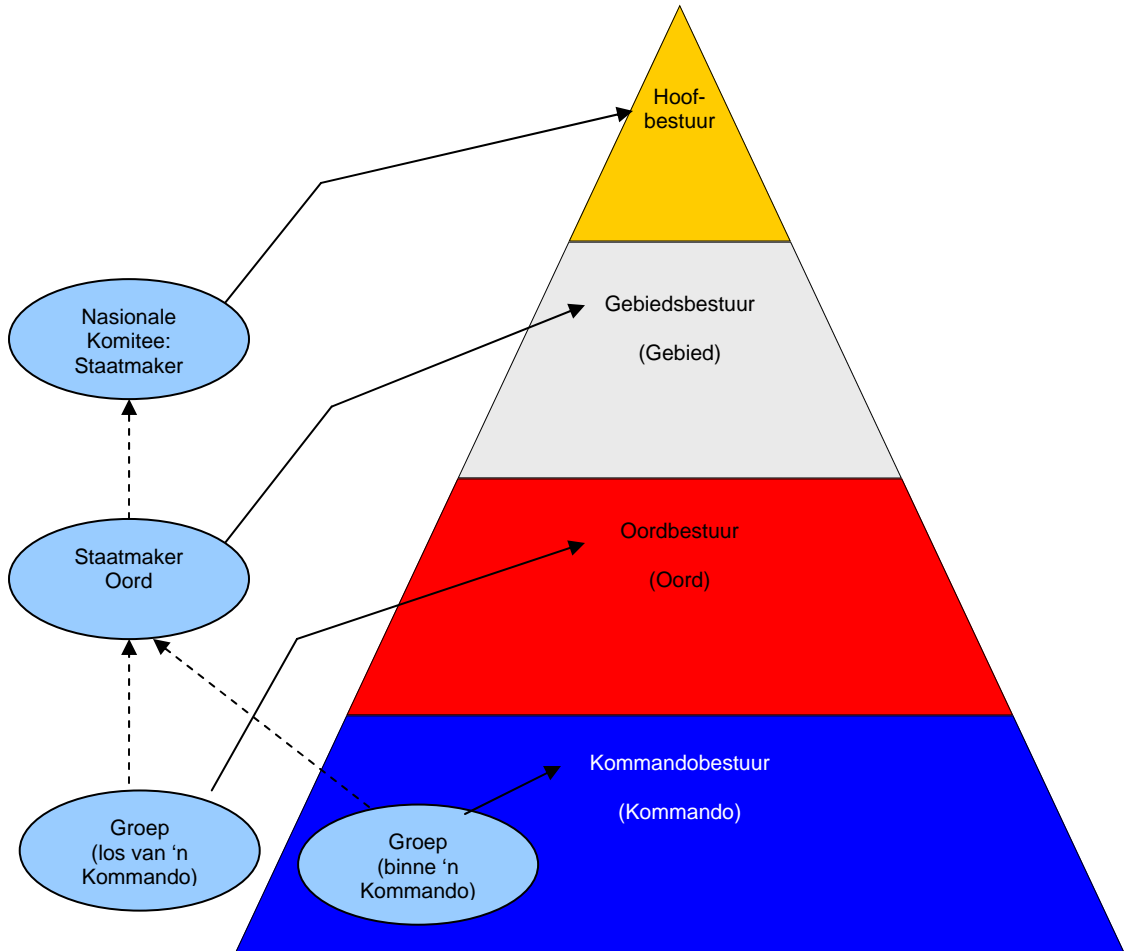 Hoof-
bestuur
Nasionale
Komitee:
Staatmaker
Gebiedsbestuur
(Gebied)
Staatmaker
Oord
Oordbestuur
(Oord)
Kommandobestuur
(Kommando)
Groep
(los van ‘n
Kommando)
Groep
(binne ‘n
Kommando)